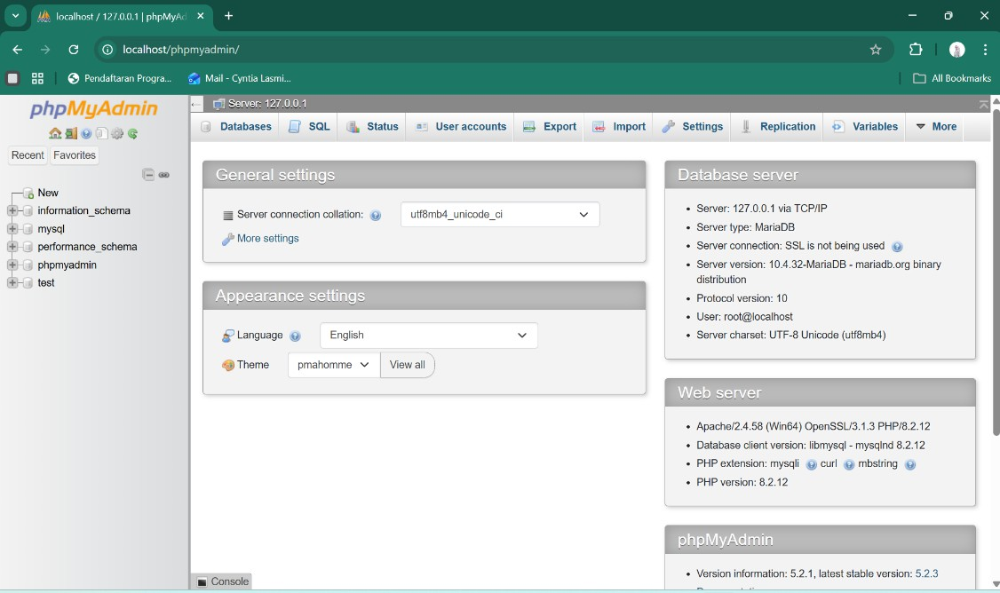 localhost / 127.0.0.1 | phpMyAd
localhost/phpmyadmin/
Pendaftaran Progra...
Mail - Cyntia Lasmi...
All Bookmarks
phpMyAdmin
Recent
Favorites
New
information_schema
mysql
performance_schema
phpmyadmin
test
Server: 127.0.0.1
Databases
SQL
Status
User accounts
Export
Import
Settings
Replication
Variables
More
General settings
Server connection collation:
utf8mb4_unicode_ci
More settings
Appearance settings
Language
English
Theme
pmahomme
View all
Database server
Server: 127.0.0.1 via TCP/IP
Server type: MariaDB
Server connection: SSL is not being used
Server version: 10.4.32-MariaDB - mariadb.org binary
distribution
Protocol version: 10
User: root@localhost
Server charset: UTF-8 Unicode (utf8mb4)
Web server
Apache/2.4.58 (Win64) OpenSSL/3.1.3 PHP/8.2.12
Database client version: libmysql - mysqlnd 8.2.12
PHP extension: mysqli curl mbstring
PHP version: 8.2.12
phpMyAdmin
Version information: 5.2.1, latest stable version: 5.2.3
Console